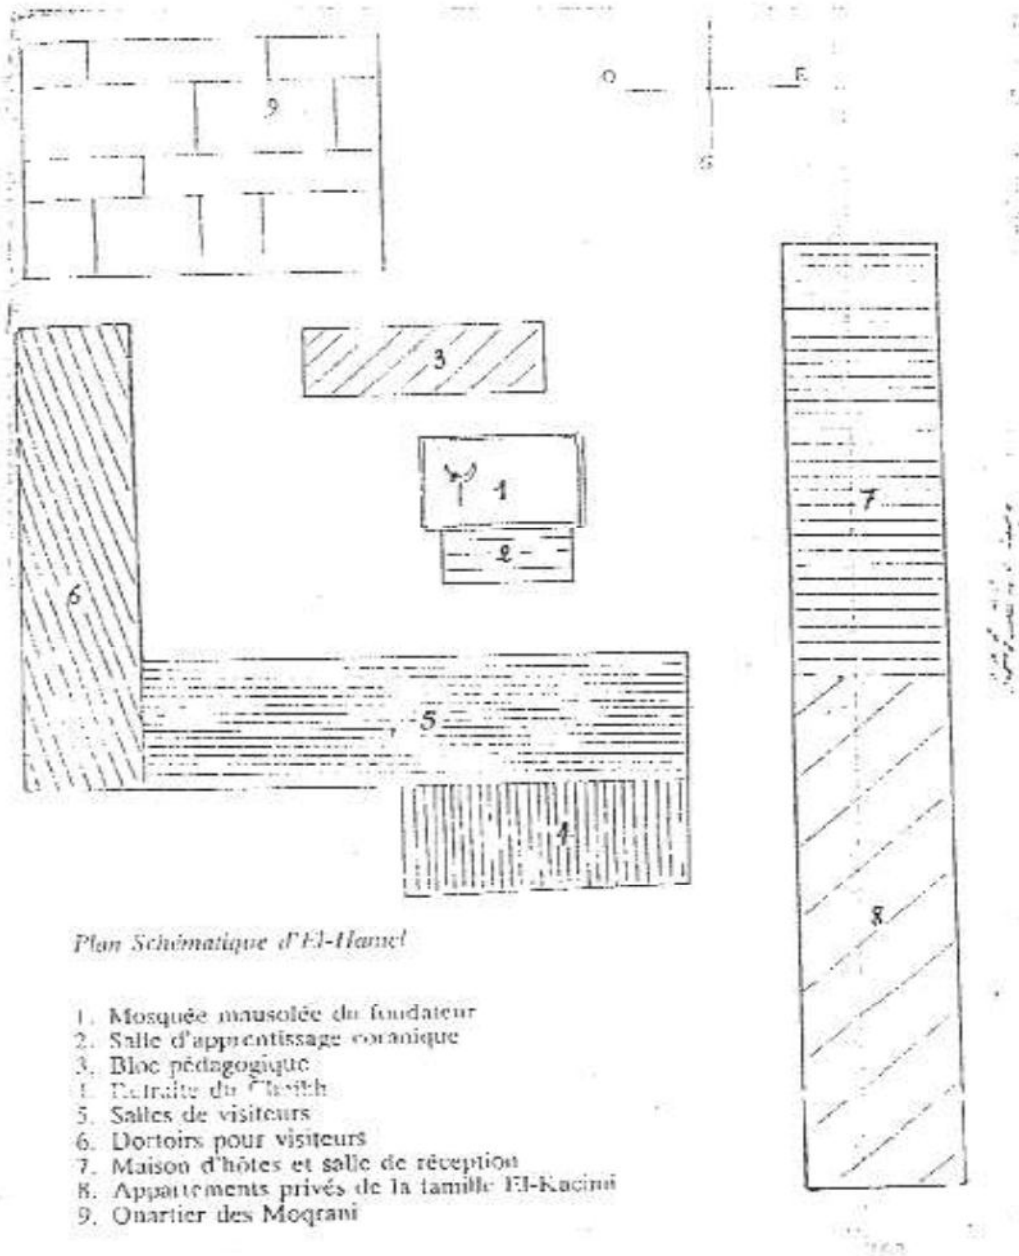 9
O
E
S
3
1
2
7
6
5
4
8
Plan Schématique d'El-Hamel
1. Mosquée mausolée du fondateur
2. Salle d'apprentissage coranique
3. Bloc pédagogique
4. Retraite du Cheikh
5. Salles de visiteurs
6. Dortoirs pour visiteurs
7. Maison d'hôtes et salle de réception
8. Appartements privés de la famille El-Kacimi
9. Quartier des Moqrani